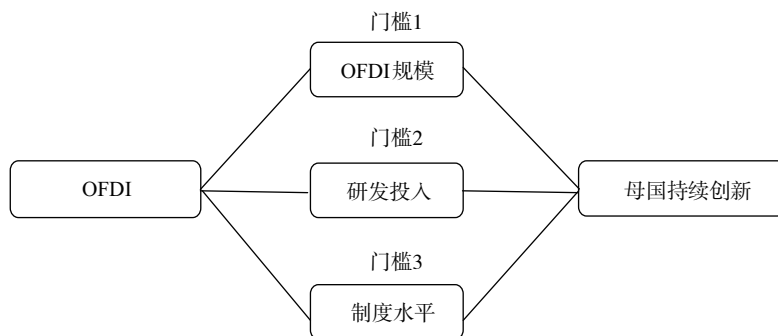 门槛1
OFDI规模
门槛2
OFDI
研发投入
母国持续创新
门槛3
制度水平